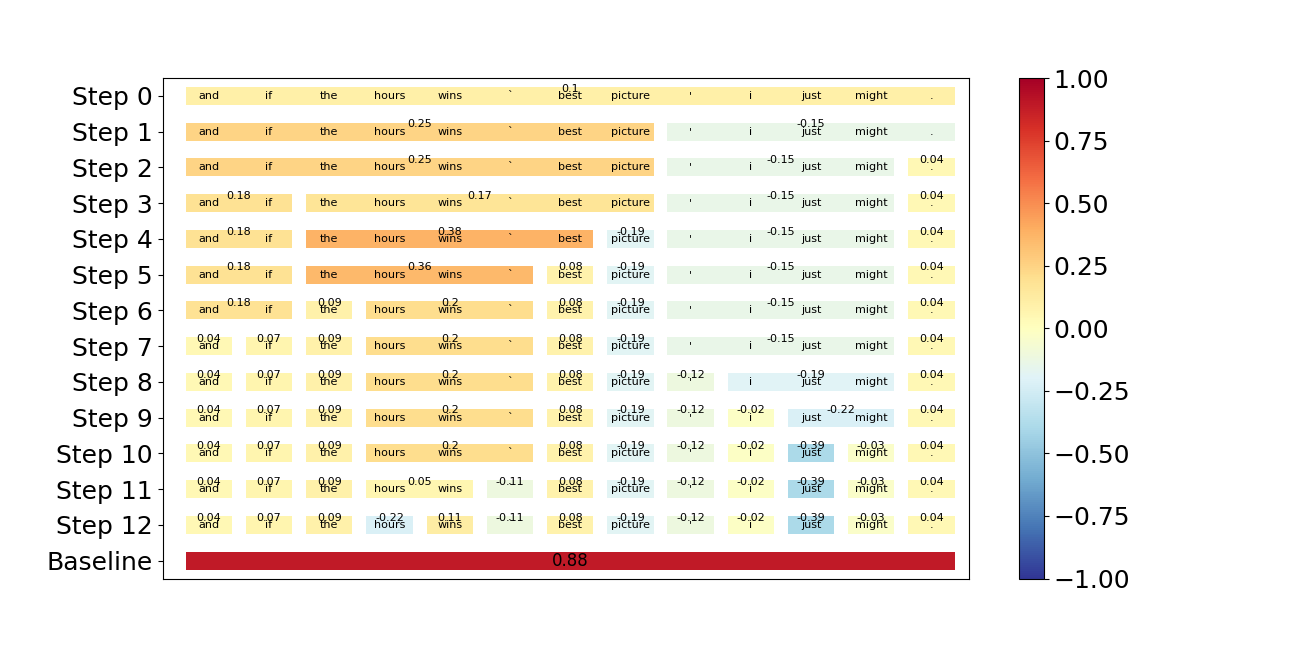 0.1
Step 0 and if the hours wins ` best picture ' i just might .
0.25 -0.15
Step 1 and if the hours wins ` best picture ' i just might .
0.25 -0.15 0.04
Step 2 and if the hours wins ` best picture ' i just might .
0.18 0.17 -0.15 0.04
Step 3 and if the hours wins ` best picture ' i just might .
0.18 0.38 -0.19 -0.15 0.04
Step 4 and if the hours wins ` best picture ' i just might .
0.18 0.36 0.08 -0.19 -0.15 0.04
Step 5 and if the hours wins ` best picture ' i just might .
0.18 0.09 0.2 0.08 -0.19 -0.15 0.04
Step 6 and if the hours wins ` best picture ' i just might .
0.04 0.07 0.09 0.2 0.08 -0.19 -0.15 0.04
Step 7 and if the hours wins ` best picture ' i just might .
0.04 0.07 0.09 0.2 0.08 -0.19 -0.12 -0.19 0.04
Step 8 and if the hours wins ` best picture ' i just might .
0.04 0.07 0.09 0.2 0.08 -0.19 -0.12 -0.02 -0.22 0.04
Step 9 and if the hours wins ` best picture ' i just might .
0.04 0.07 0.09 0.2 0.08 -0.19 -0.12 -0.02 -0.39 -0.03 0.04
Step 10 and if the hours wins ` best picture ' i just might .
0.04 0.07 0.09 0.05 -0.11 0.08 -0.19 -0.12 -0.02 -0.39 -0.03 0.04
Step 11 and if the hours wins ` best picture ' i just might .
0.04 0.07 0.09 -0.22 0.11 -0.11 0.08 -0.19 -0.12 -0.02 -0.39 -0.03 0.04
Step 12 and if the hours wins ` best picture ' i just might .
Baseline 0.88
1.00
0.75
0.50
0.25
0.00
−0.25
−0.50
−0.75
−1.00